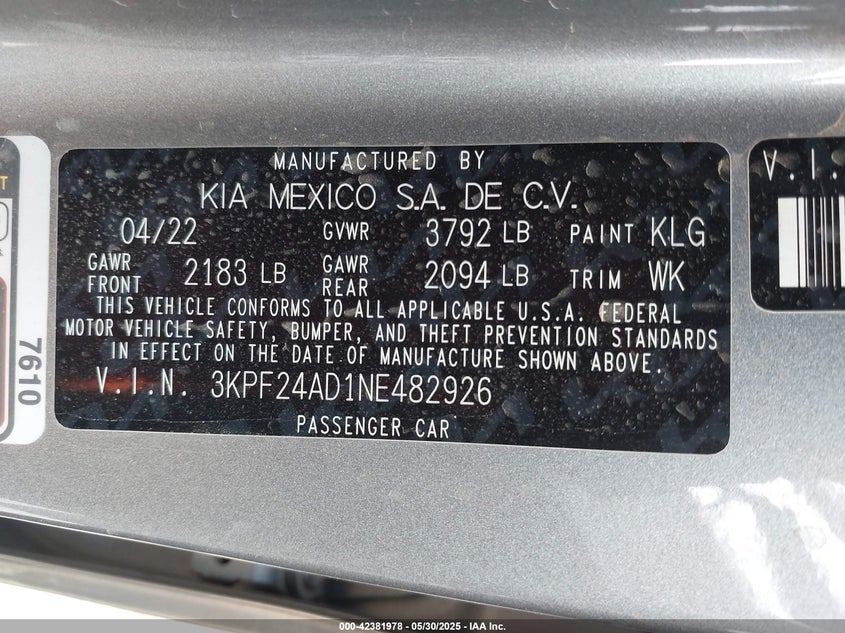 MANUFACTURED BY
KIA MEXICO S.A. DE C.V.
04/22 GVWR 3792 LB PAINT KLG
GAWR FRONT 2183 LB GAWR REAR 2094 LB TRIM WK
THIS VEHICLE CONFORMS TO ALL APPLICABLE U.S.A. FEDERAL
MOTOR VEHICLE SAFETY, BUMPER, AND THEFT PREVENTION STANDARDS
IN EFFECT ON THE DATE OF MANUFACTURE SHOWN ABOVE.
V.I.N. 3KPF24AD1NE482926
PASSENGER CAR
7610
V.I.
000-42381978 - 05/30/2025 - IAA Inc.